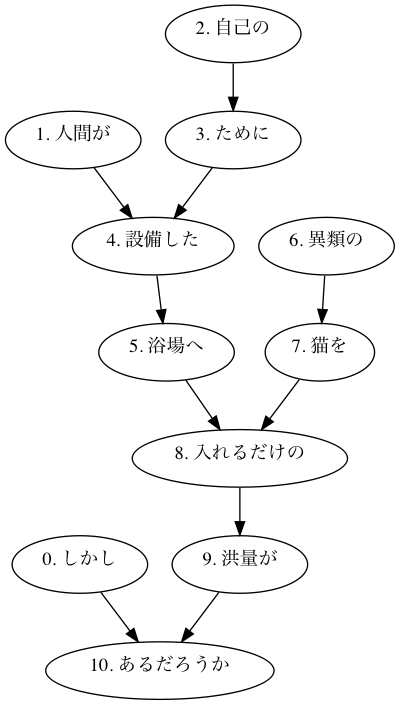 2. 自己の
1. 人間が
3. ために
4. 設備した
6. 異類の
5. 浴場へ
7. 猫を
8. 入れるだけの
0. しかし
9. 洪量が
10. あるだろうか